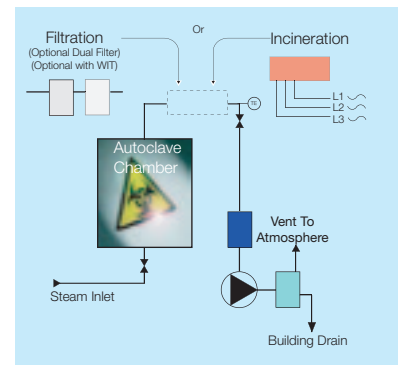 Filtration
(Optional Dual Filter)
(Optional with WIT)
Or
Incineration
L1
L2
L3
TE
Autoclave
Chamber
Steam Inlet
Vent To
Atmosphere
Building Drain